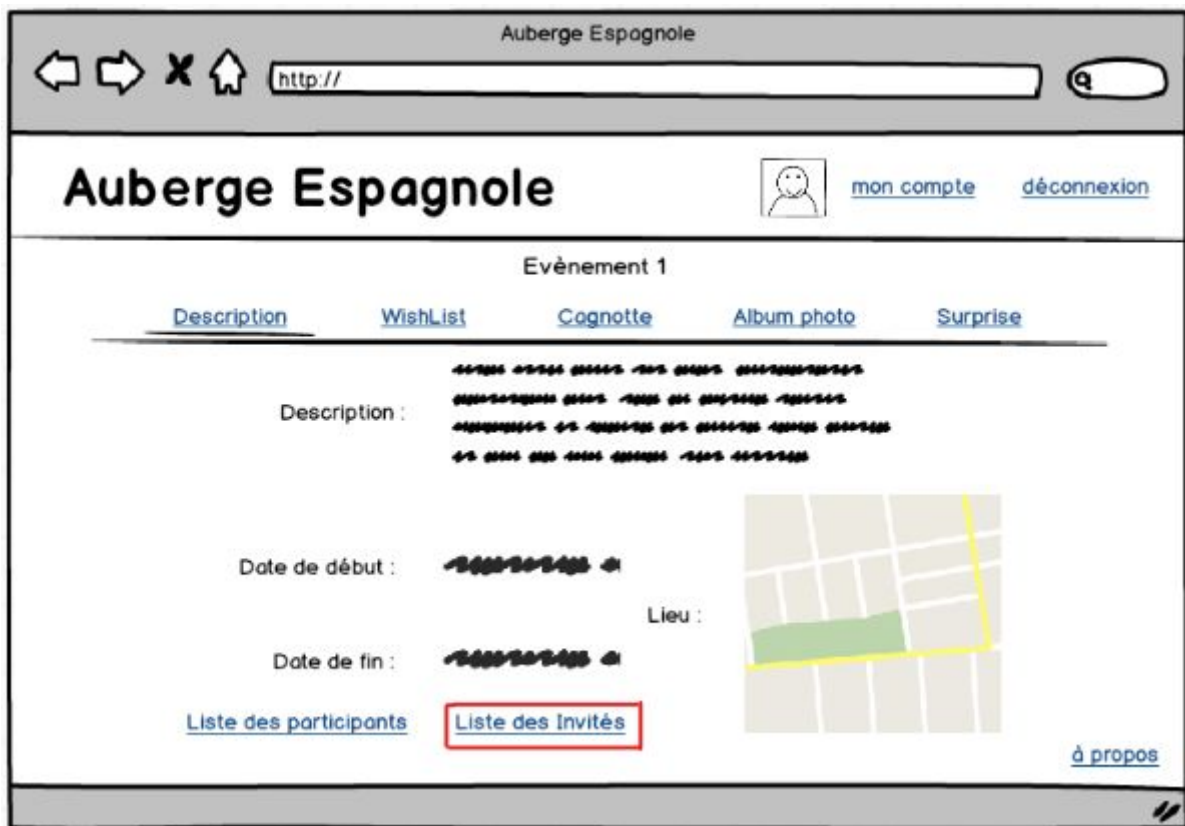 Auberge Espagnole
http://
Auberge Espagnole
mon compte déconnexion
Evènement 1
Description WishList Cagnotte Album photo Surprise
Description :
Date de début :
Lieu :
Date de fin :
Liste des participants Liste des Invités
à propos